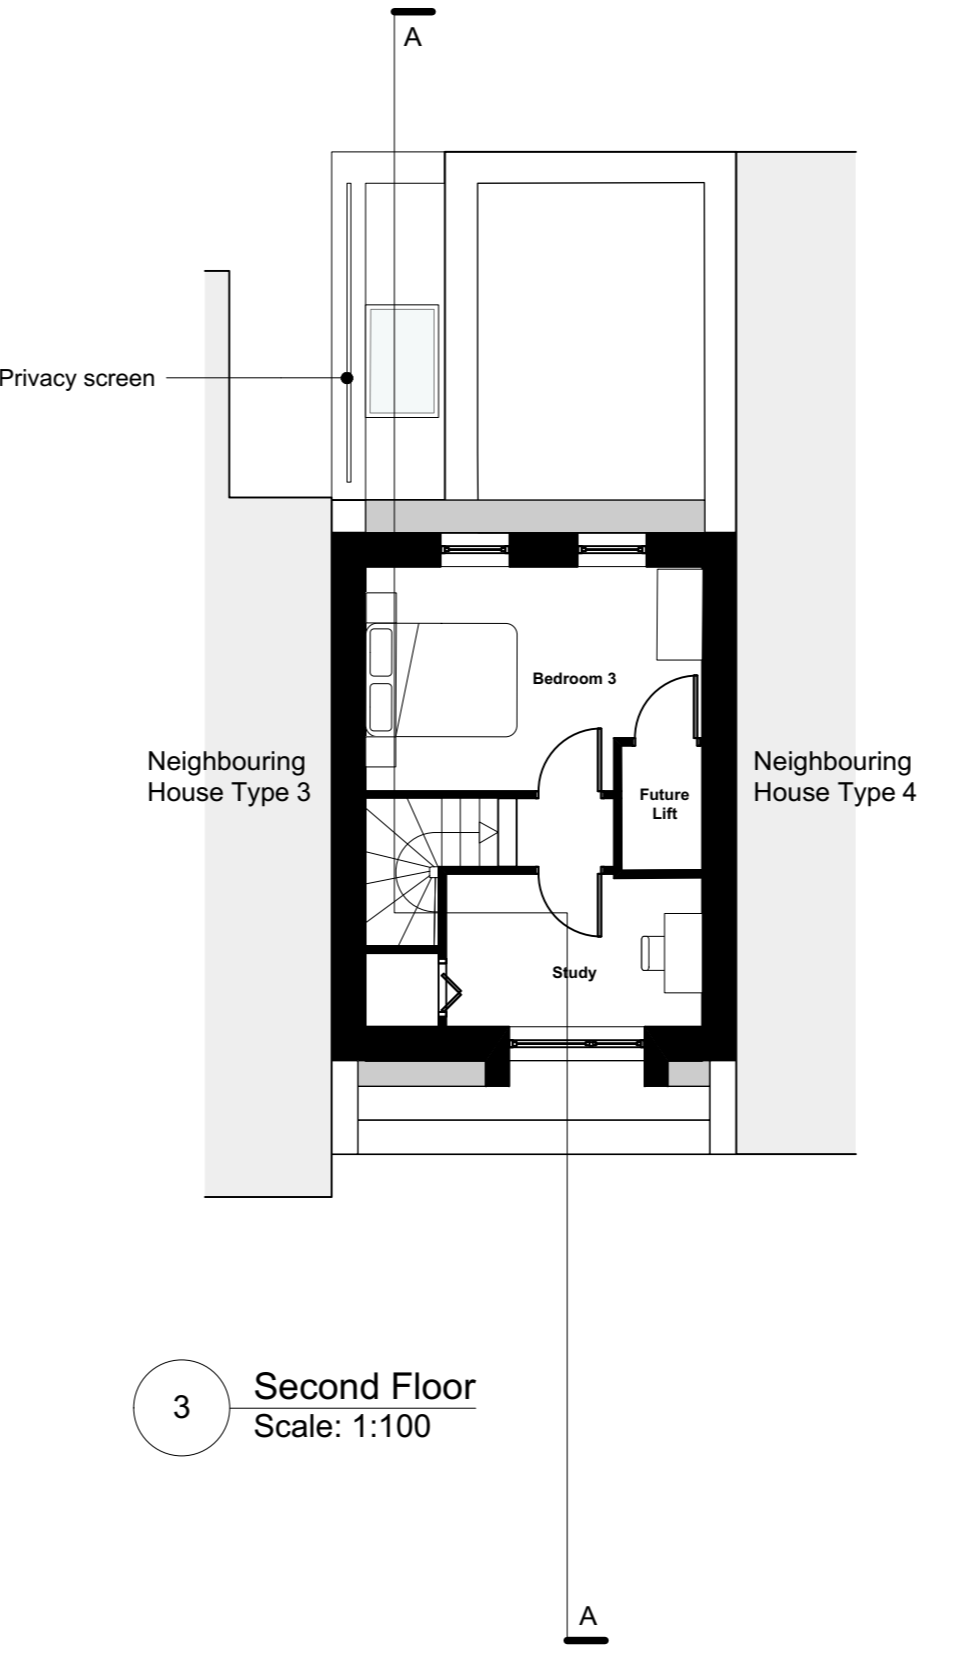 A
Privacy screen
Bedroom 3
Neighbouring
House Type 3
Neighbouring
House Type 4
Future
Lift
Study
3
Second Floor
Scale: 1:100
A